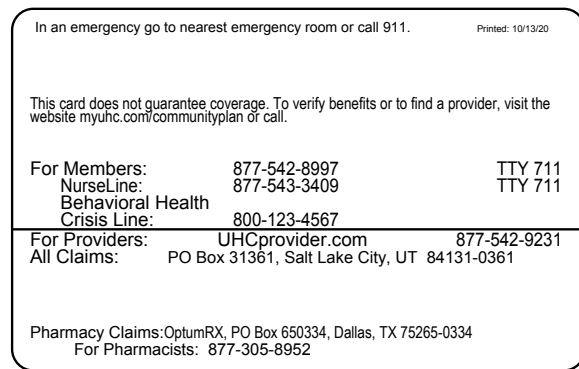 In an emergency go to nearest emergency room or call 911. Printed: 10/13/20
This card does not guarantee coverage. To verify benefits or to find a provider, visit the
website myuhc.com/communityplan or call.
For Members: 877-542-8997 TTY 711
NurseLine: 877-543-3409 TTY 711
Behavioral Health
Crisis Line: 800-123-4567
For Providers: UHCprovider.com 877-542-9231
All Claims: PO Box 31361, Salt Lake City, UT 84131-0361
Pharmacy Claims:OptumRX, PO Box 650334, Dallas, TX 75265-0334
For Pharmacists: 877-305-8952